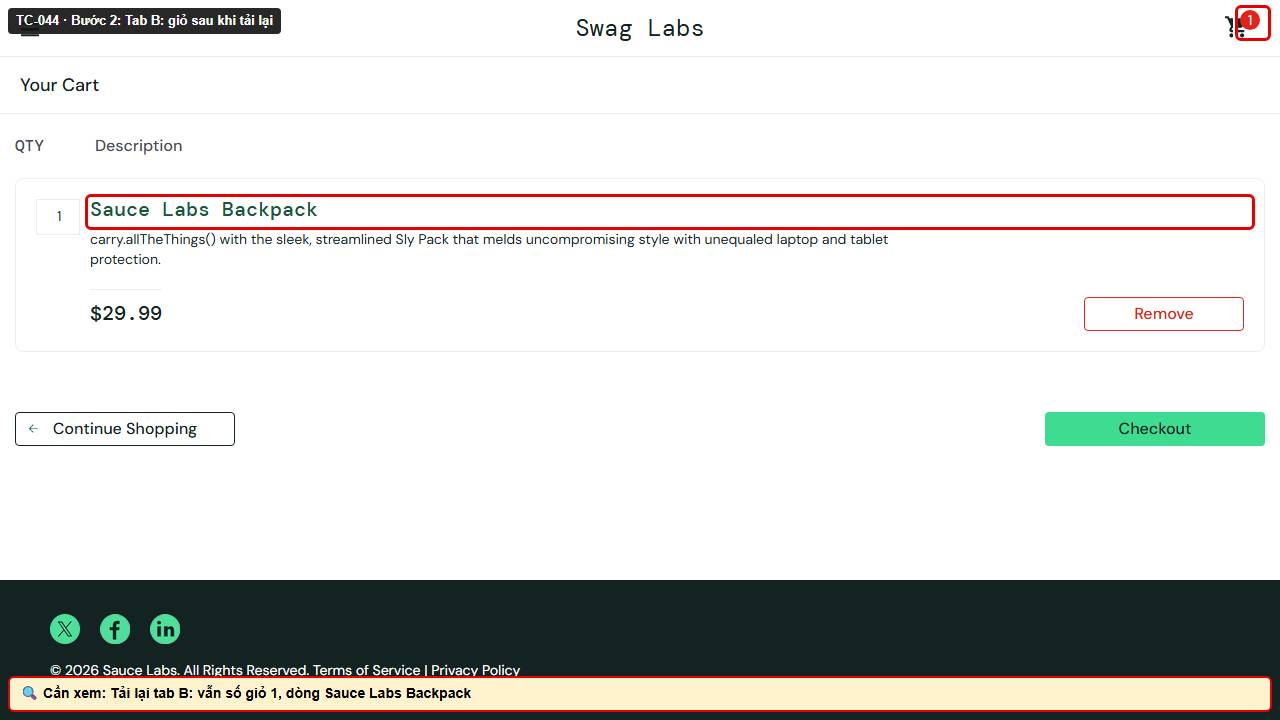 TC-044 · Bước 2: Tab B: giỏ sau khi tải lại
Swag Labs
1
Your Cart
QTY
Description
1
Sauce Labs Backpack
carry.allTheThings() with the sleek, streamlined Sly Pack that melds uncompromising style with unequaled laptop and tablet
protection.
$29.99
Remove
← Continue Shopping
Checkout
© 2026 Sauce Labs. All Rights Reserved. Terms of Service | Privacy Policy
🔍 Cần xem: Tải lại tab B: vẫn số giỏ 1, dòng Sauce Labs Backpack